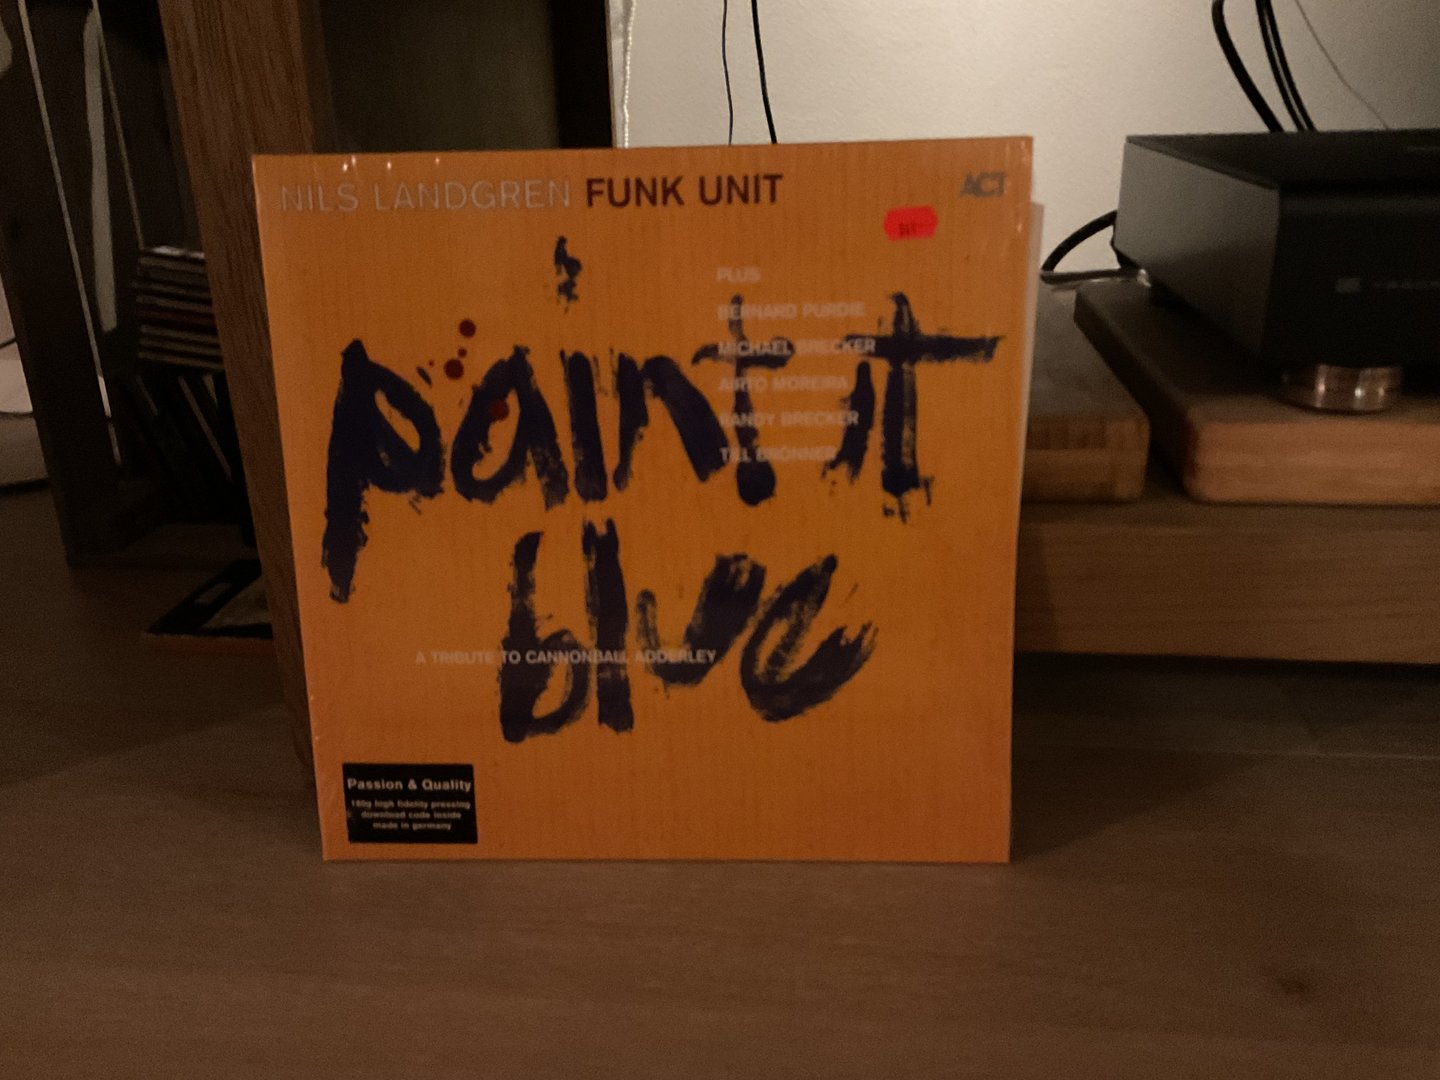 NILS LANDGREN FUNK UNIT
ACT
PLUS
BERNARD PURDIE
MICHAEL BRECKER
AIRTO MOREIRA
RANDY BRECKER
TILL BRÖNNER
paint it
blue
A TRIBUTE TO CANNONBALL ADDERLEY
Passion & Quality
180g high fidelity pressing
download code inside
made in germany